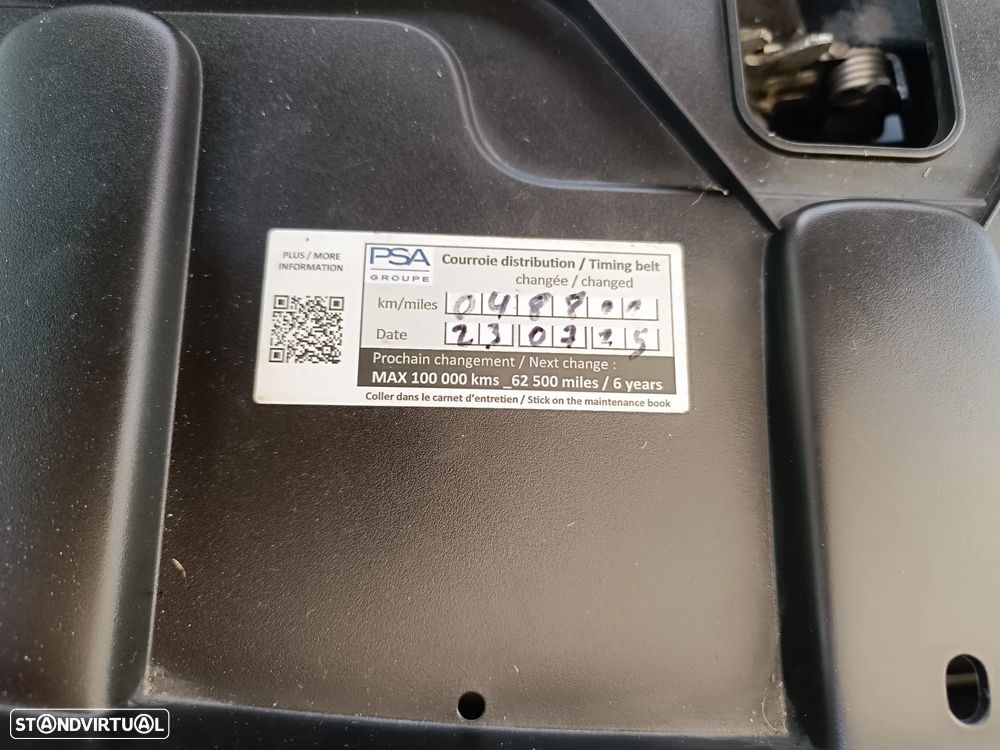 PLUS / MORE
INFORMATION
PSA
GROUPE
Courroie distribution / Timing belt
changée / changed
km/miles 0488
Date 230725
Prochain changement / Next change :
MAX 100 000 kms _62 500 miles / 6 years
Coller dans le carnet d'entretien / Stick on the maintenance book
STANDVIRTUAL